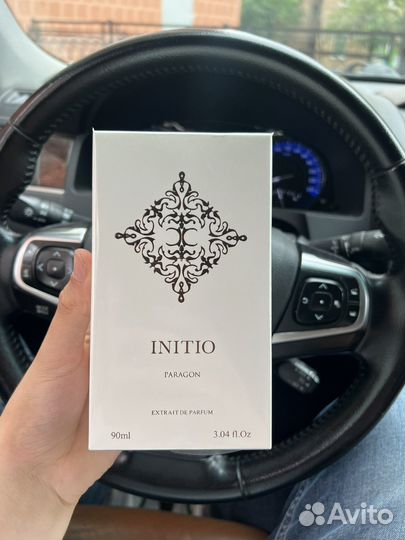 INITIO
PARAGON
EXTRAIT DE PARFUM
90ml 3.04 fl.Oz
Avito